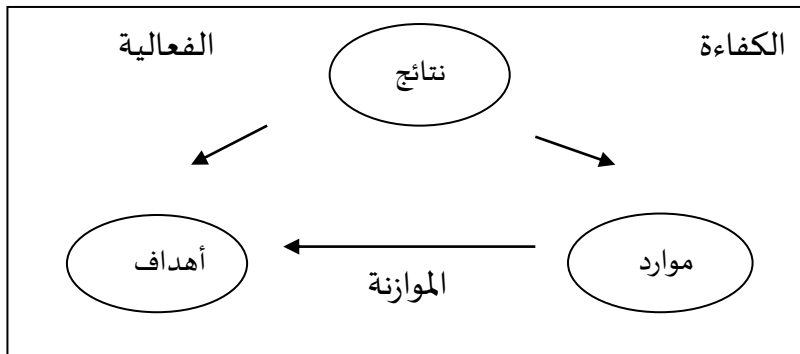 الكفاءة
الفعالية
نتائج
موارد
أهداف
الموازنة